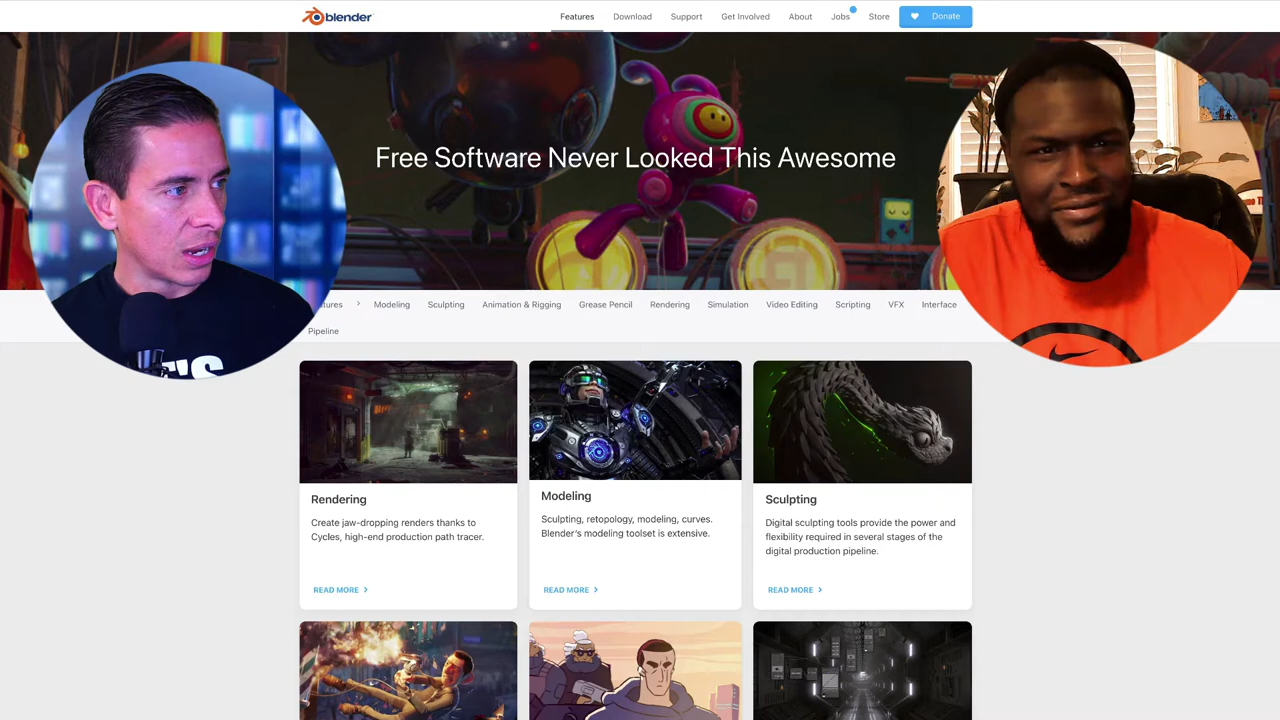 blender
Features
Download
Support
Get Involved
About
Jobs
Store
Donate
Free Software Never Looked This Awesome
Modeling
Sculpting
Animation & Rigging
Grease Pencil
Rendering
Simulation
Video Editing
Scripting
VFX
Interface
Pipeline
Rendering
Create jaw-dropping renders thanks to
Cycles, high-end production path tracer.
READ MORE
Modeling
Sculpting, retopology, modeling, curves.
Blender's modeling toolset is extensive.
READ MORE
Sculpting
Digital sculpting tools provide the power and
flexibility required in several stages of the
digital production pipeline.
READ MORE